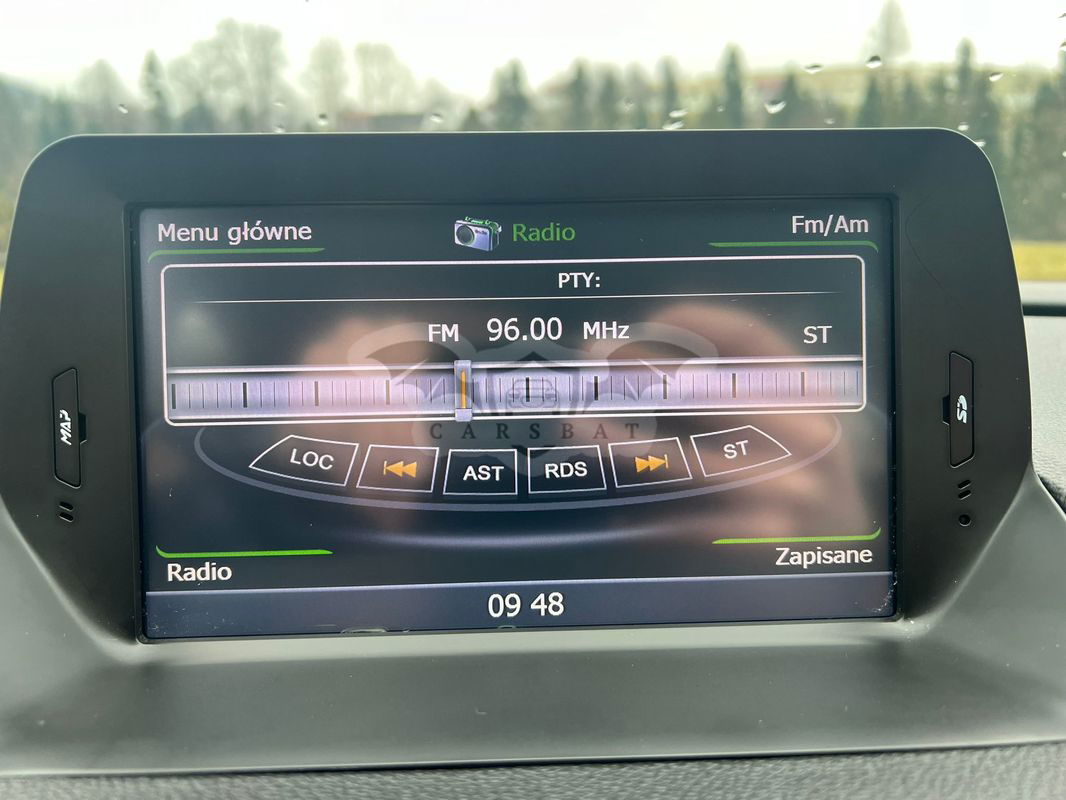 Menu główne
Radio
Fm/Am
PTY:
FM 96.00 MHz
ST
CARSBAT
LOC
AST
RDS
ST
MAP
Radio
Zapisane
09 48